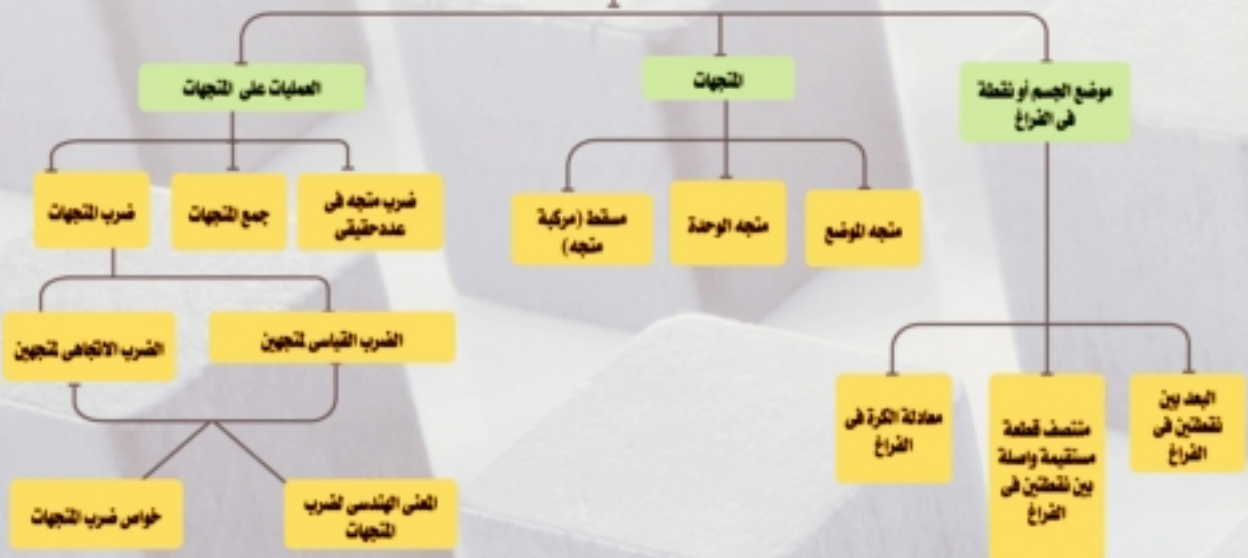 موضع الجسم أو نقطة
فى الفراغ
المتجهات
العمليات على المتجهات
متجه الموضع
متجه الوحدة
مسقط (مركبة
متجه)
ضرب متجه فى
عددحقيقى
جمع المتجهات
ضرب المتجهات
الضرب القياسى لمتجهين
الضرب الاتجاهى لمتجهين
البعد بين
نقطتين فى
الفراغ
منتصف قطعة
مستقيمة واصلة
بين نقطتين فى
الفراغ
معادلة الكرة فى
الفراغ
المعنى الهندسى لضرب
المتجهات
خواص ضرب المتجهات